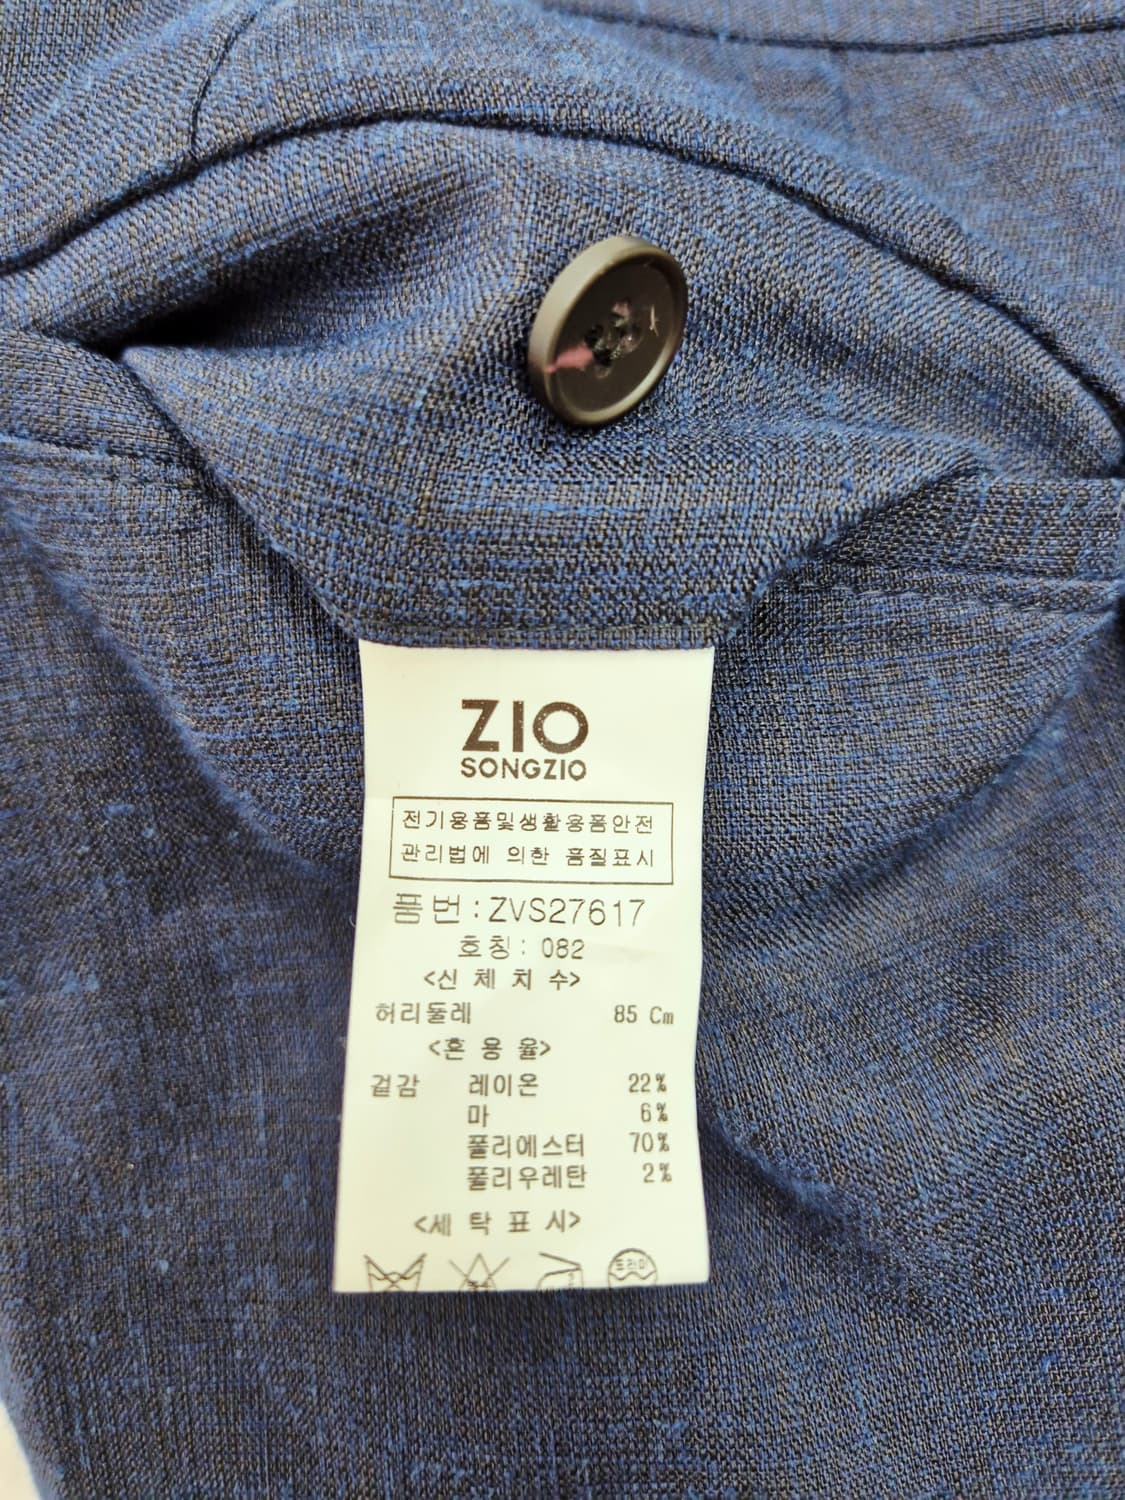 ZIO
SONGZIO
전기용품및생활용품안전
관리법에 의한 품질표시
품번:ZVS27617
호칭: 082
<신 체 치 수>
허리둘레 85 Cm
<혼 용 율>
겉감 레이온 22%
마 6%
폴리에스터 70%
폴리우레탄 2%
<세 탁 표 시>
드라이